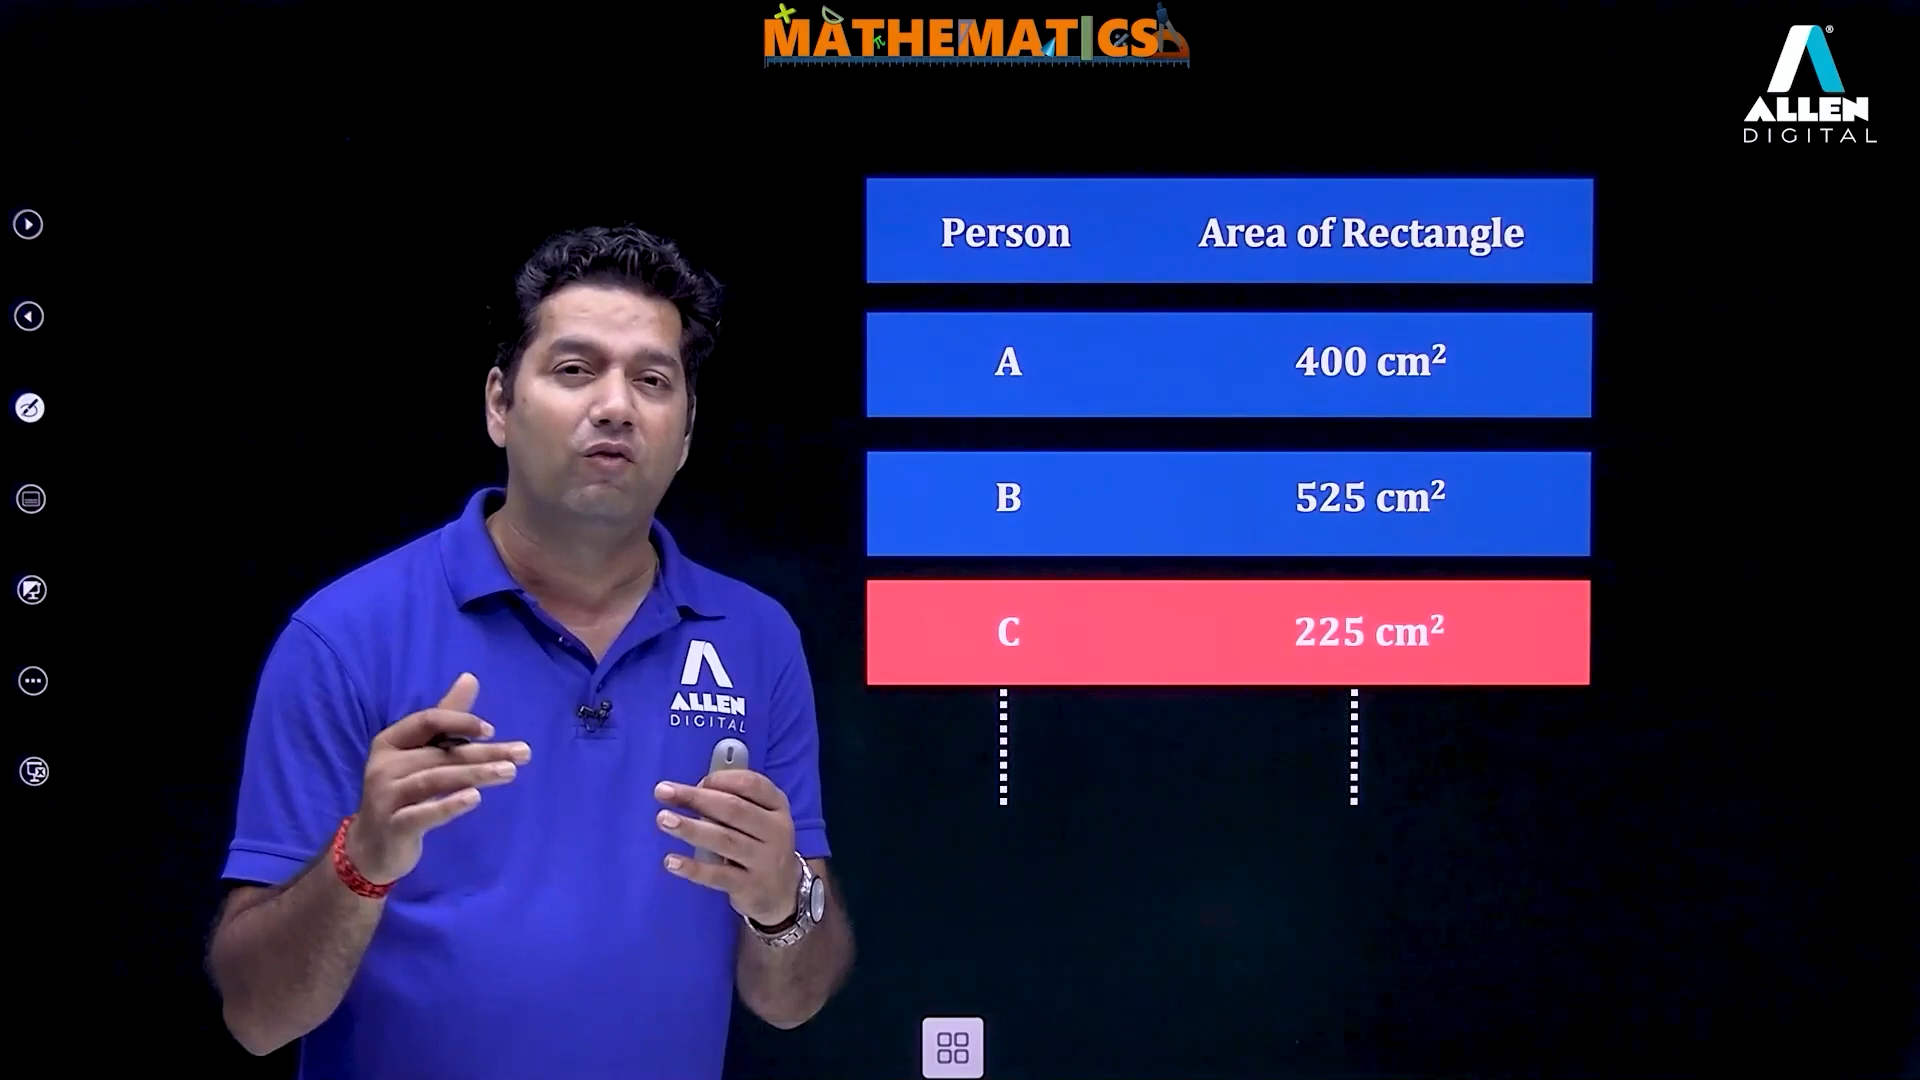 MATHEMATICS
ALLEN
DIGITAL
Person Area of Rectangle
A 400 cm²
B 525 cm²
C 225 cm²
ALLEN
DIGITAL